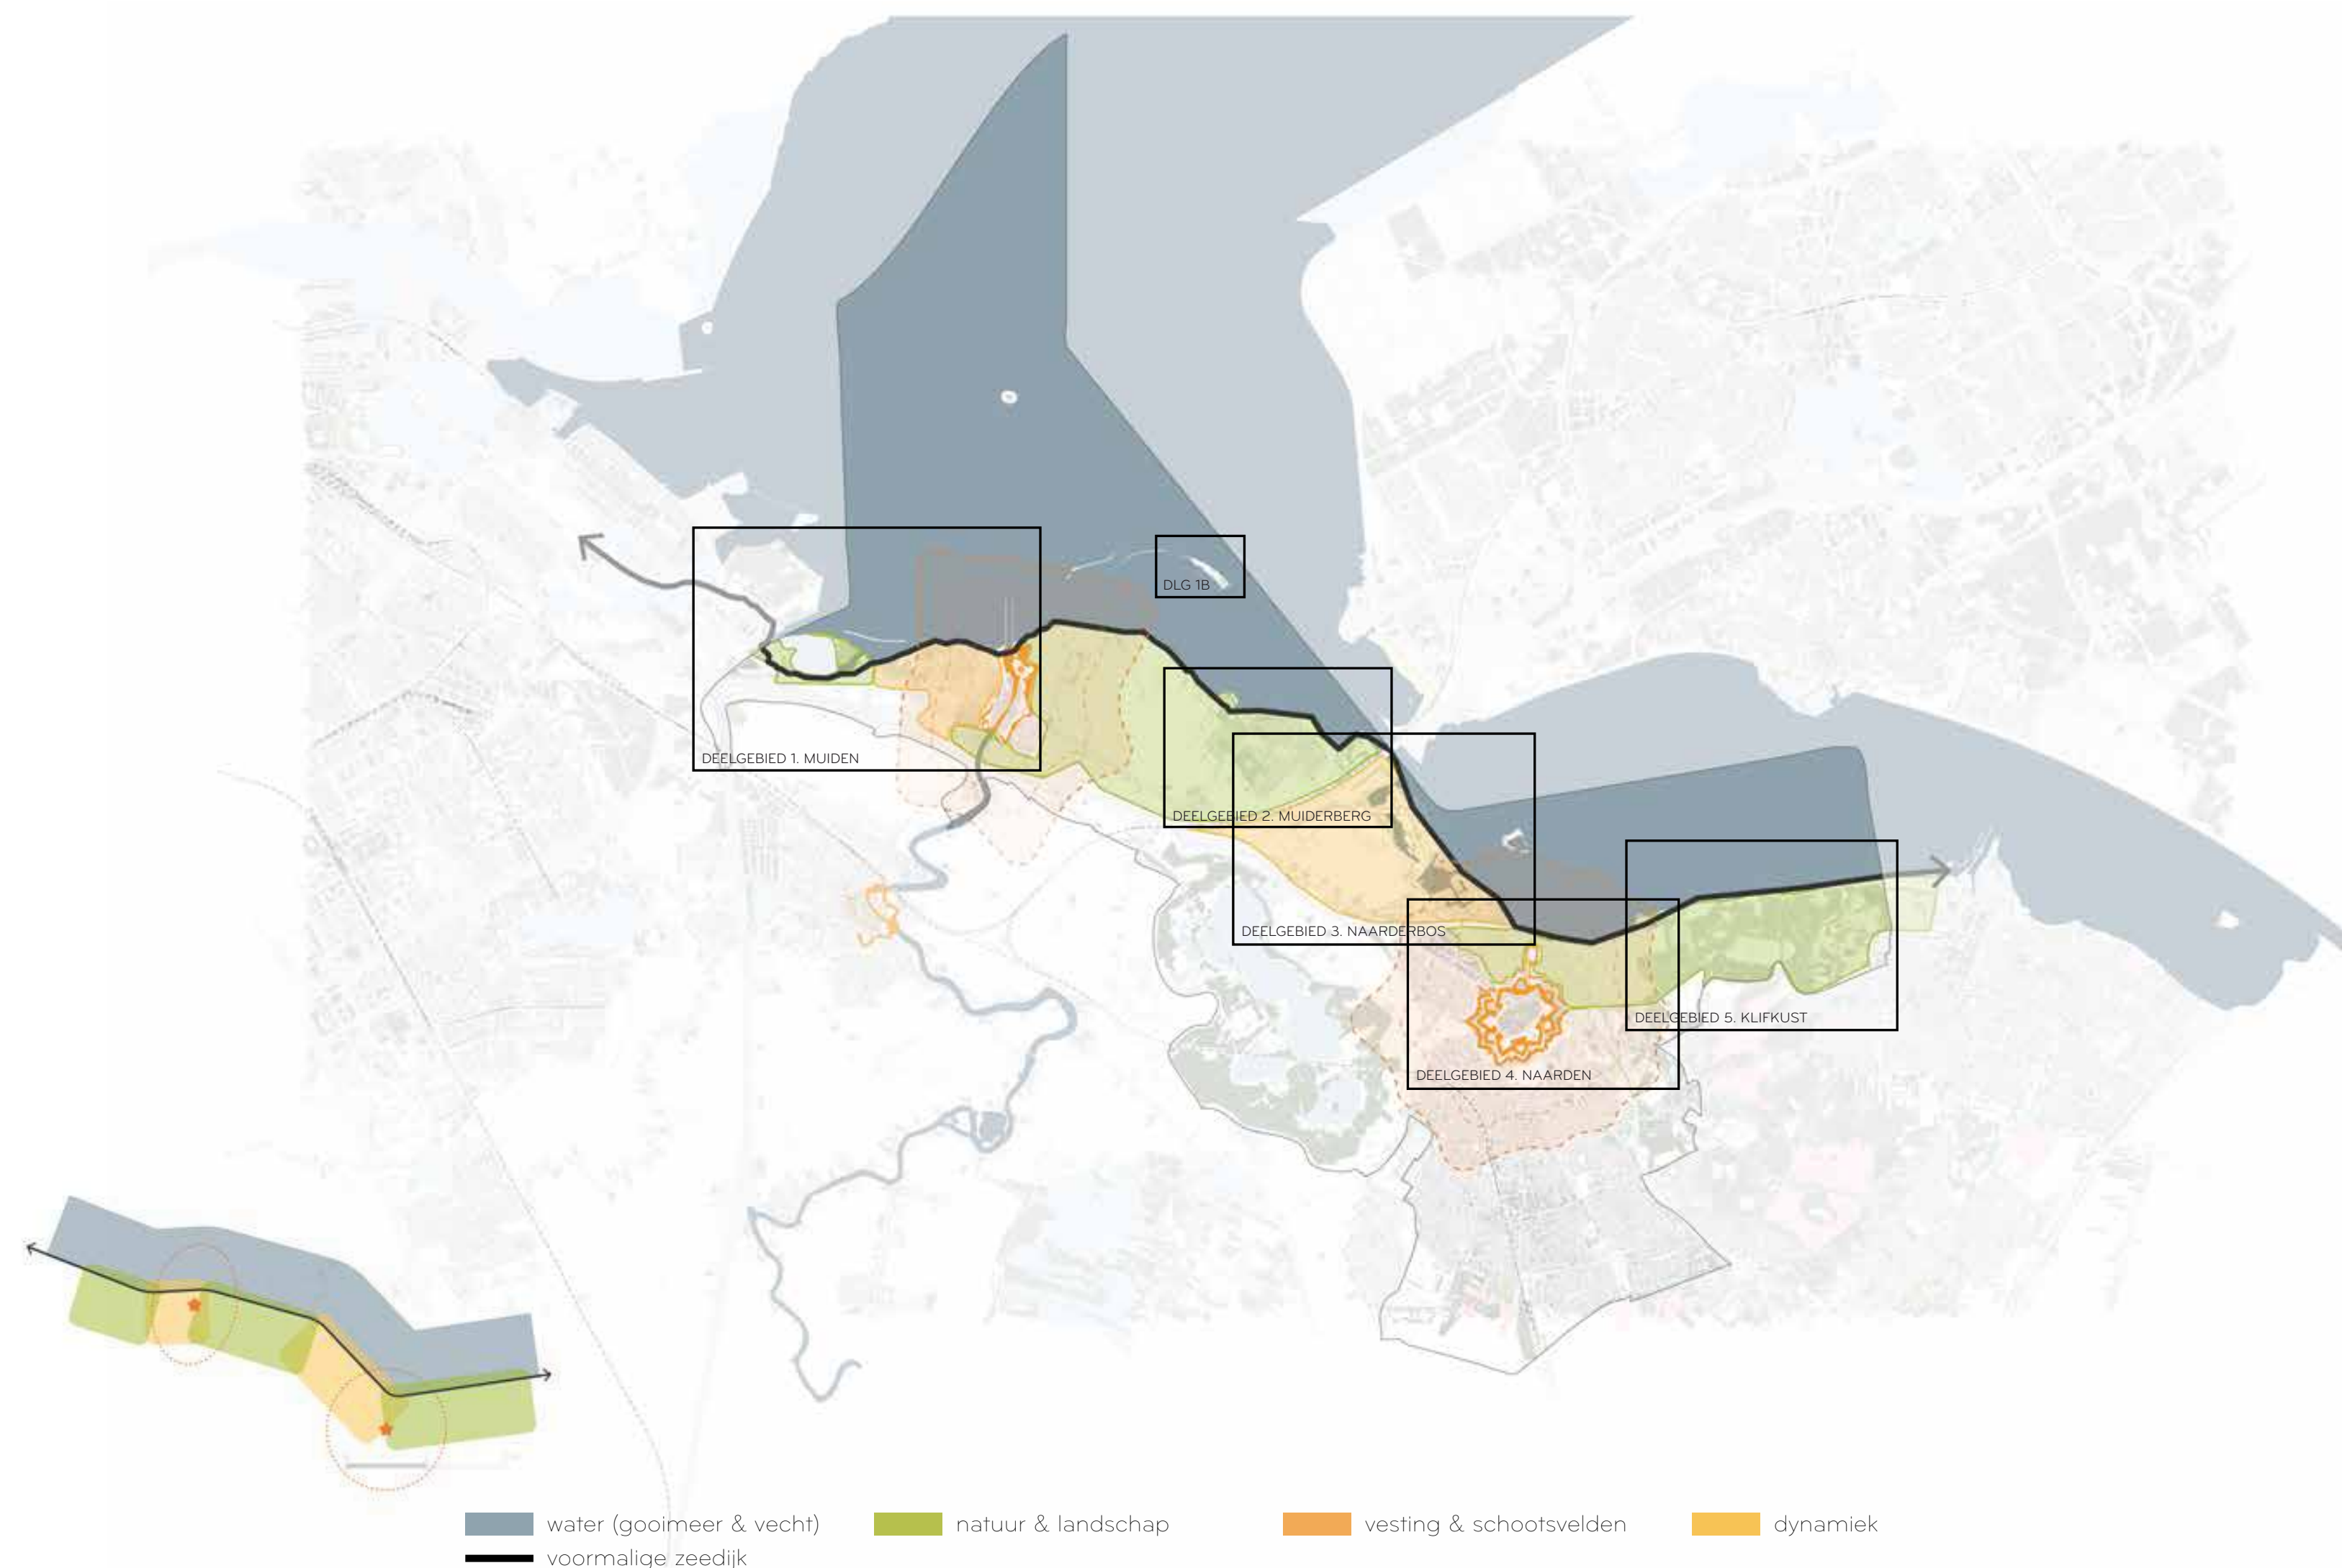 DLG 1B
DEELGEBIED 1. MUIDEN
DEELGEBIED 2. MUIDERBERG
DEELGEBIED 3. NAARDERBOS
DEELGEBIED 5. KLIFKUST
DEELGEBIED 4. NAARDEN
water (gooimeer & vecht)
natuur & landschap
vesting & schootsvelden
dynamiek
voormalige zeedijk